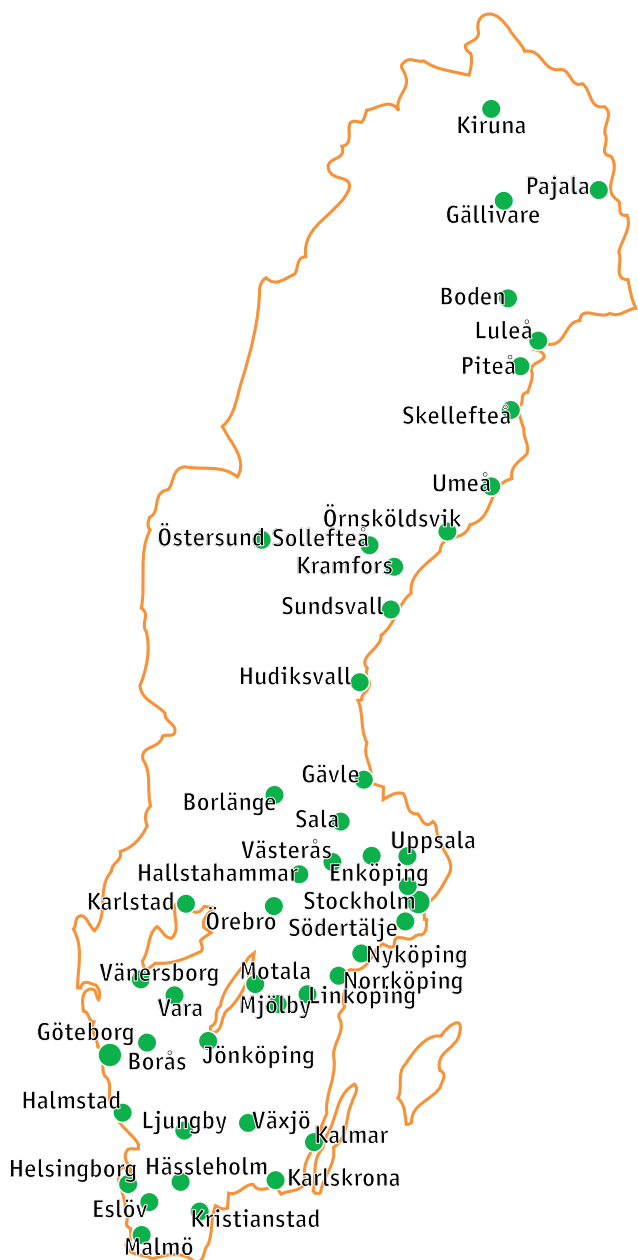 Kiruna
Pajala
Gällivare
Boden
Luleå
Piteå
Skellefteå
Umeå
Örnsköldsvik
Östersund
Sollefteå
Kramfors
Sundsvall
Hudiksvall
Gävle
Borlänge
Sala
Uppsala
Västerås
Enköping
Hallstahammar
Karlstad
Stockholm
Örebro
Södertälje
Nyköping
Vänersborg
Motala
Norrköping
Linköping
Mjölby
Vara
Göteborg
Borås
Jönköping
Halmstad
Ljungby
Växjö
Kalmar
Helsingborg
Hässleholm
Karlskrona
Eslöv
Kristianstad
Malmö